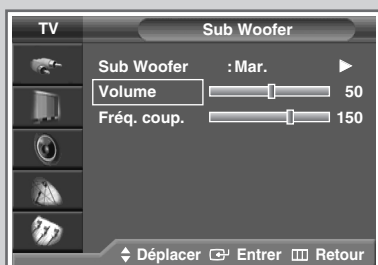 TV Sub Woofer
Sub Woofer : Mar.
Volume 50
Fréq. coup. 150
Déplacer Entrer Retour